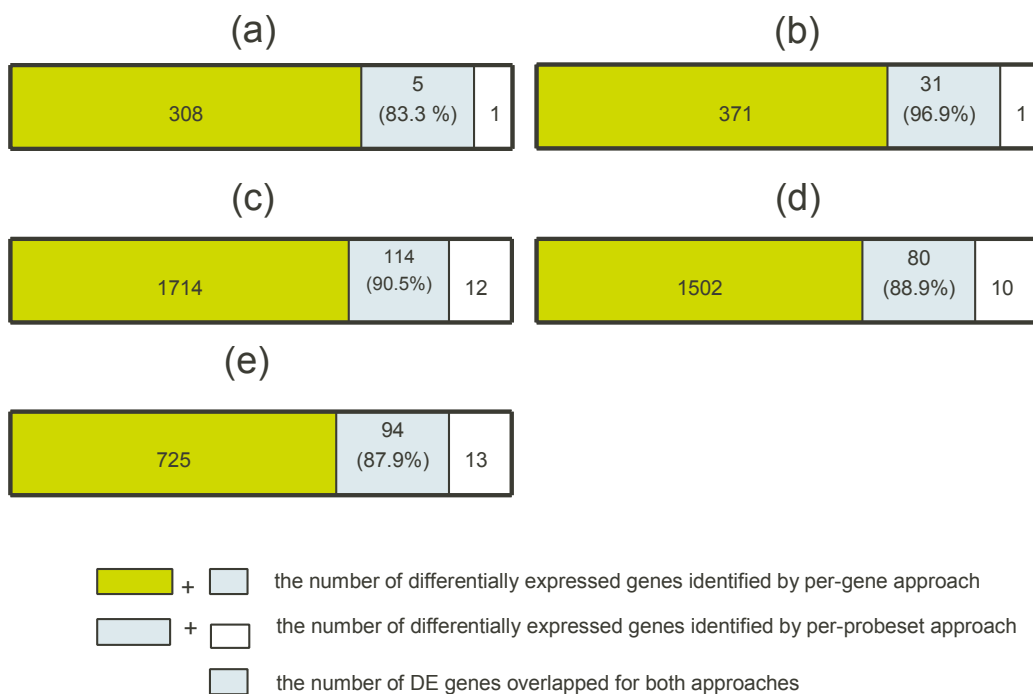 (a)
308
5
(83.3 %)
1
(b)
371
31
(96.9%)
1
(c)
1714
114
(90.5%)
12
(d)
1502
80
(88.9%)
10
(e)
725
94
(87.9%)
13
+ the number of differentially expressed genes identified by per-gene approach
+ the number of differentially expressed genes identified by per-probeset approach
the number of DE genes overlapped for both approaches